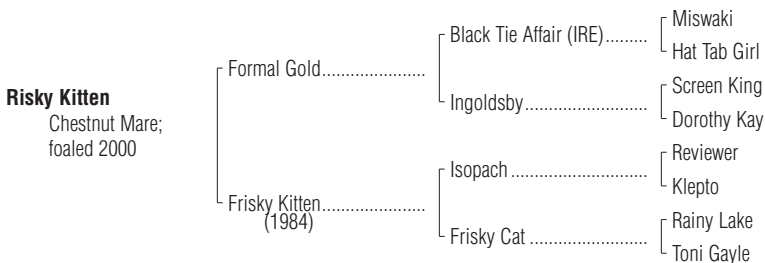 Risky Kitten
Chestnut Mare;
foaled 2000
Formal Gold......................
Frisky Kitten......................
(1984)
Black Tie Affair (IRE).........
Ingoldsby..........................
Isopach.............................
Frisky Cat.........................
Miswaki
Hat Tab Girl
Screen King
Dorothy Kay
Reviewer
Klepto
Rainy Lake
Toni Gayle